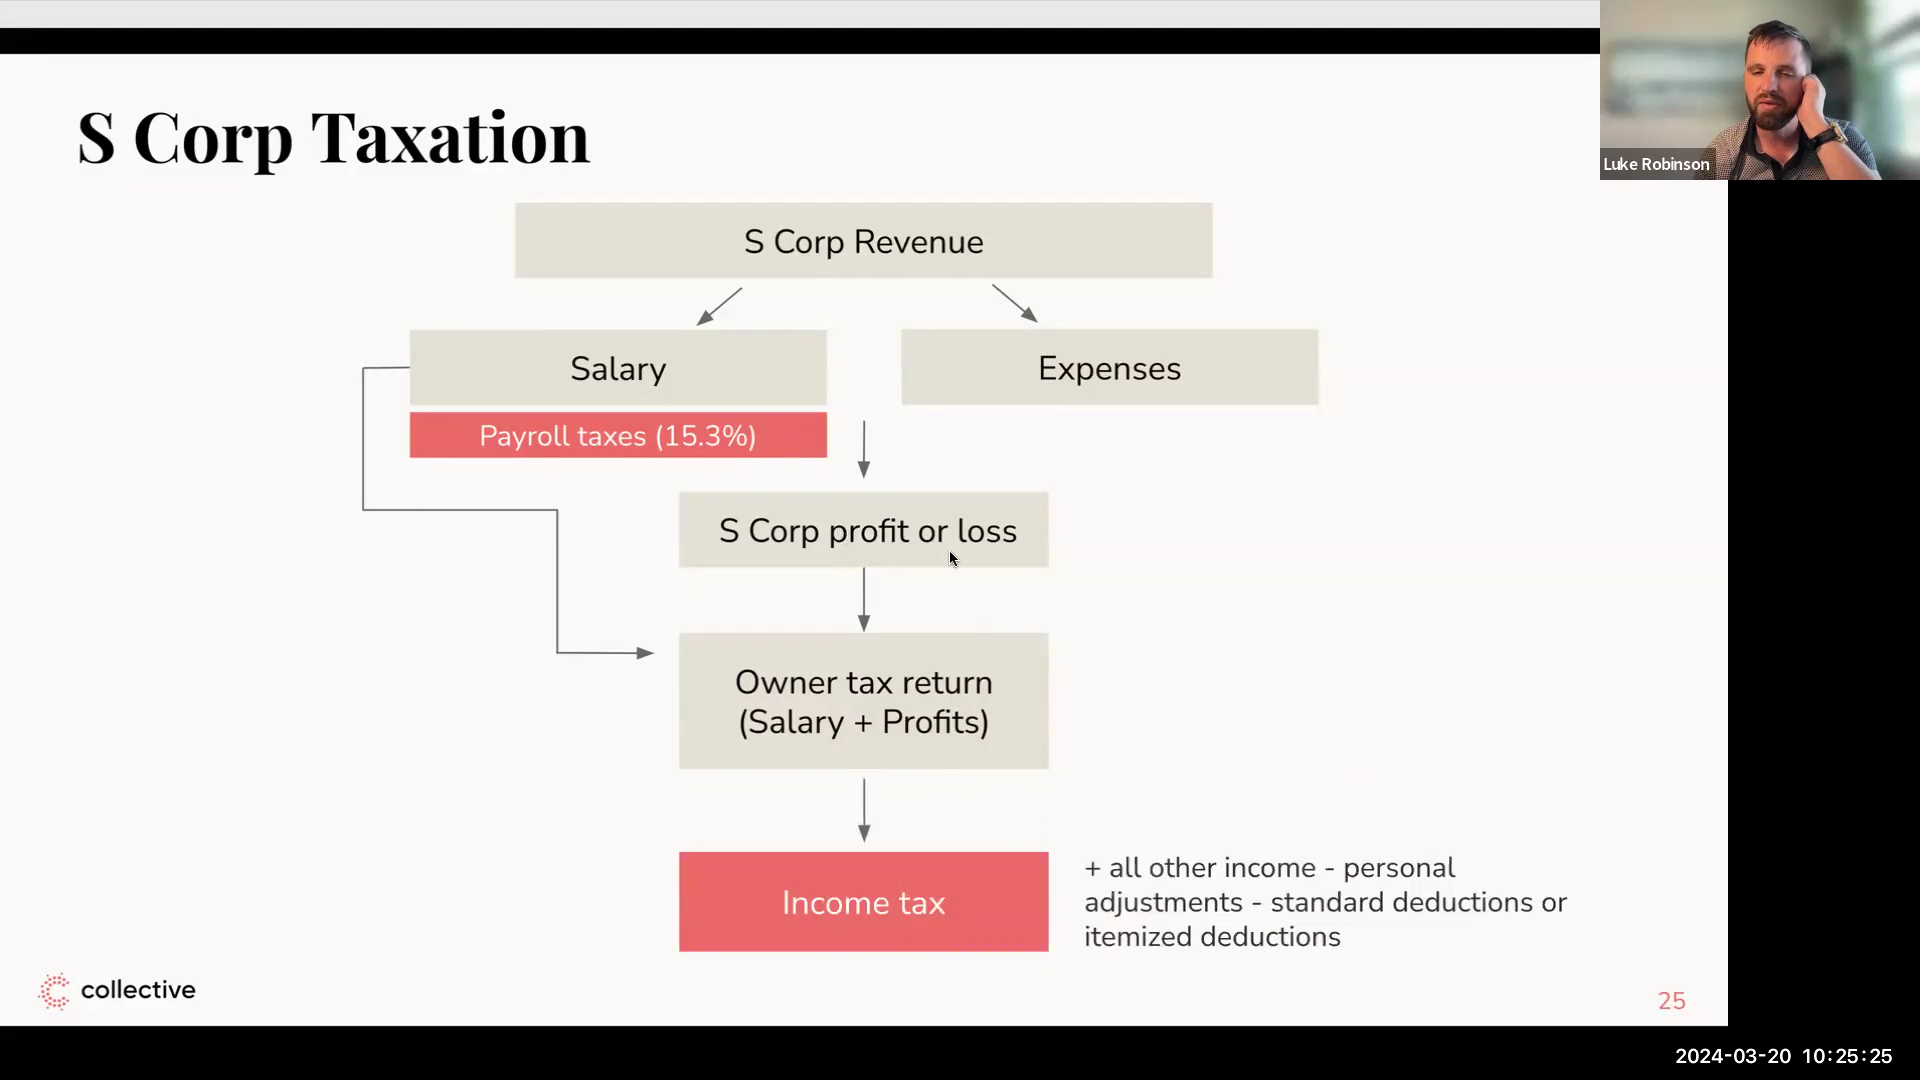 S Corp Taxation
Luke Robinson
S Corp Revenue
Salary
Expenses
Payroll taxes (15.3%)
S Corp profit or loss
Owner tax return
(Salary + Profits)
Income tax
+ all other income - personal
adjustments - standard deductions or
itemized deductions
collective
25
2024-03-20 10:25:25